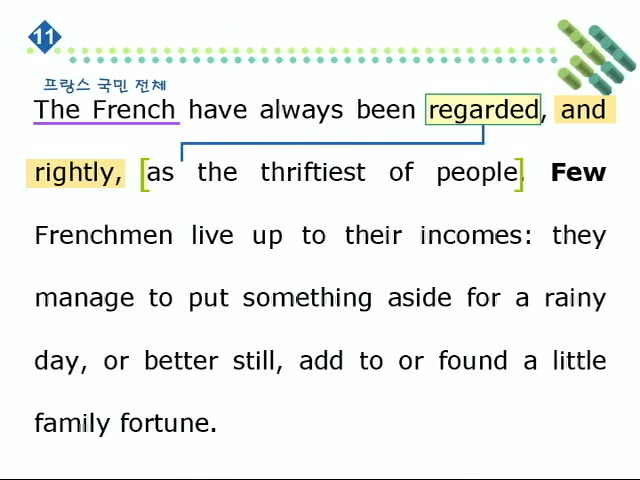 11
프랑스 국민 전체
The French have always been regarded, and
rightly, [as the thriftiest of people]. Few
Frenchmen live up to their incomes: they
manage to put something aside for a rainy
day, or better still, add to or found a little
family fortune.